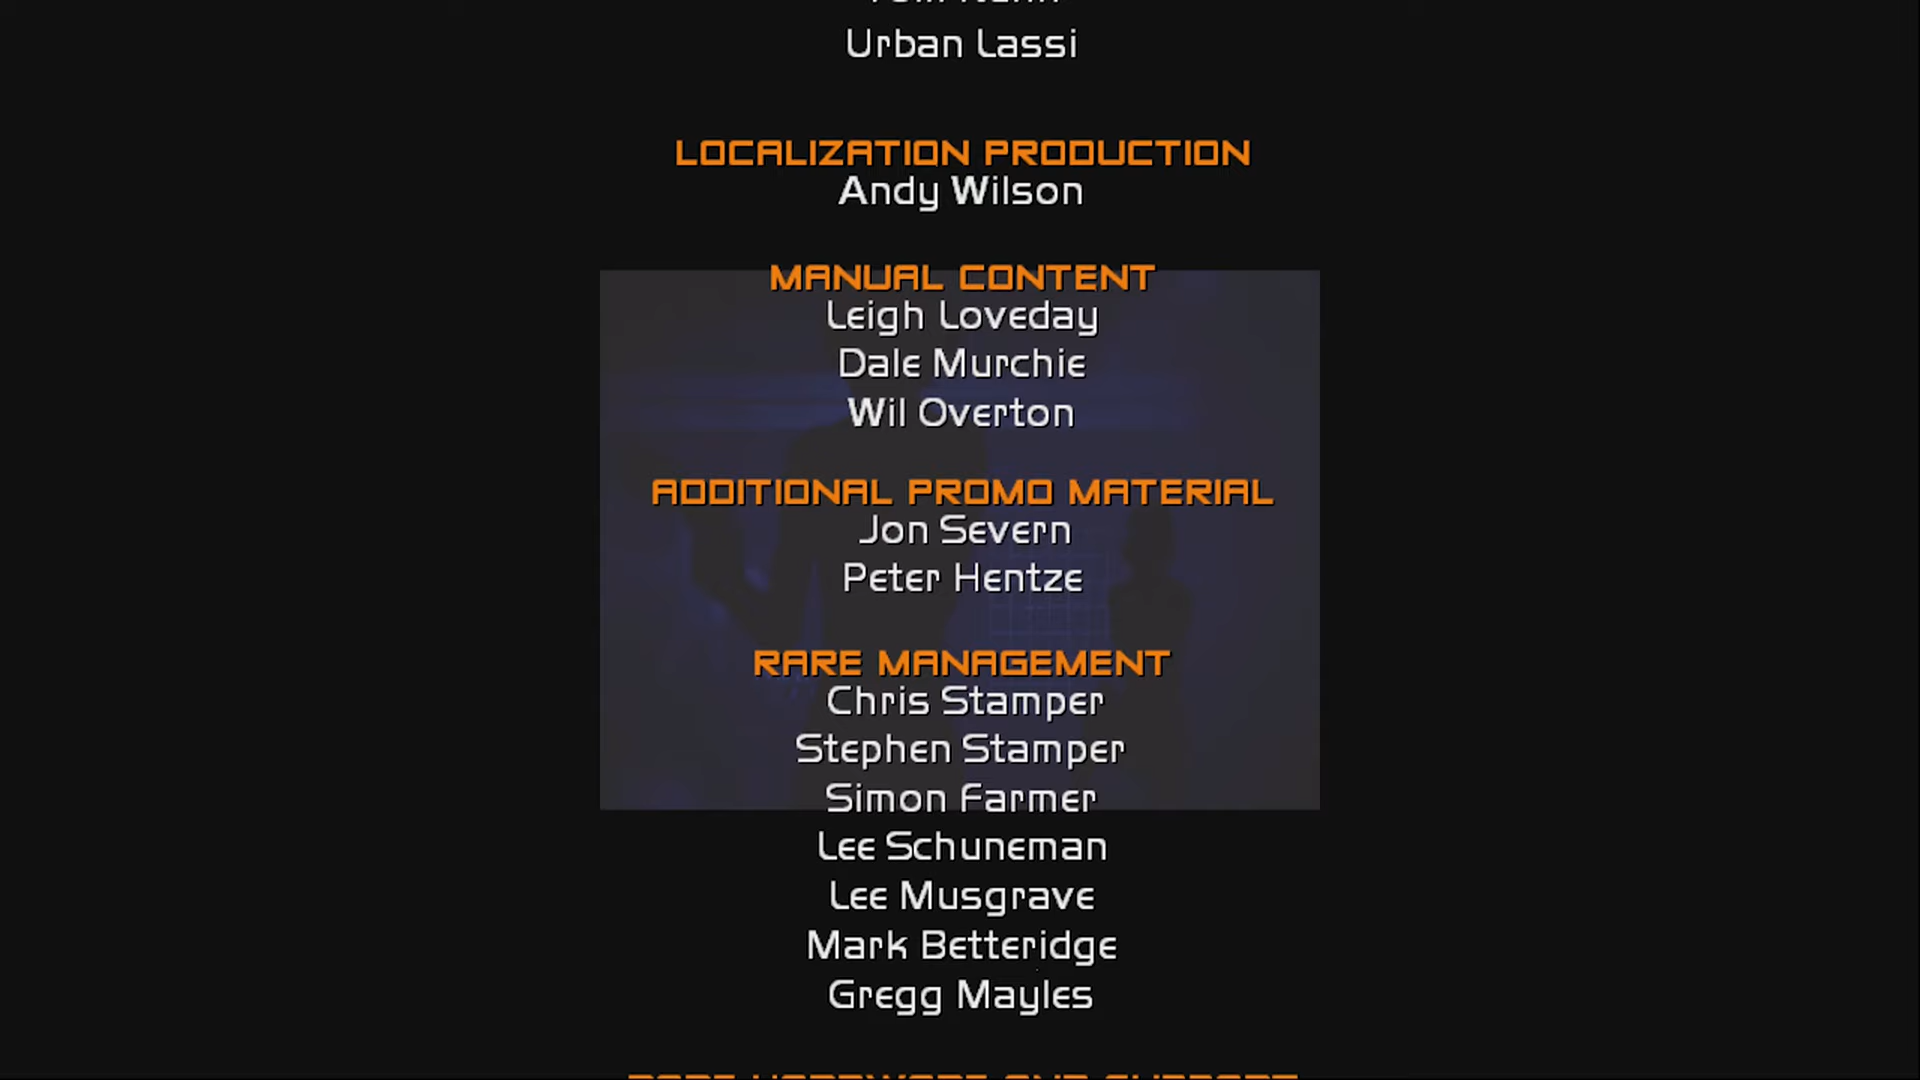 Urban Lassi
LOCALIZATION PRODUCTION
Andy Wilson
MANUAL CONTENT
Leigh Loveday
Dale Murchie
Wil Overton
ADDITIONAL PROMO MATERIAL
Jon Severn
Peter Hentze
RARE MANAGEMENT
Chris Stamper
Stephen Stamper
Simon Farmer
Lee Schuneman
Lee Musgrave
Mark Betteridge
Gregg Mayles